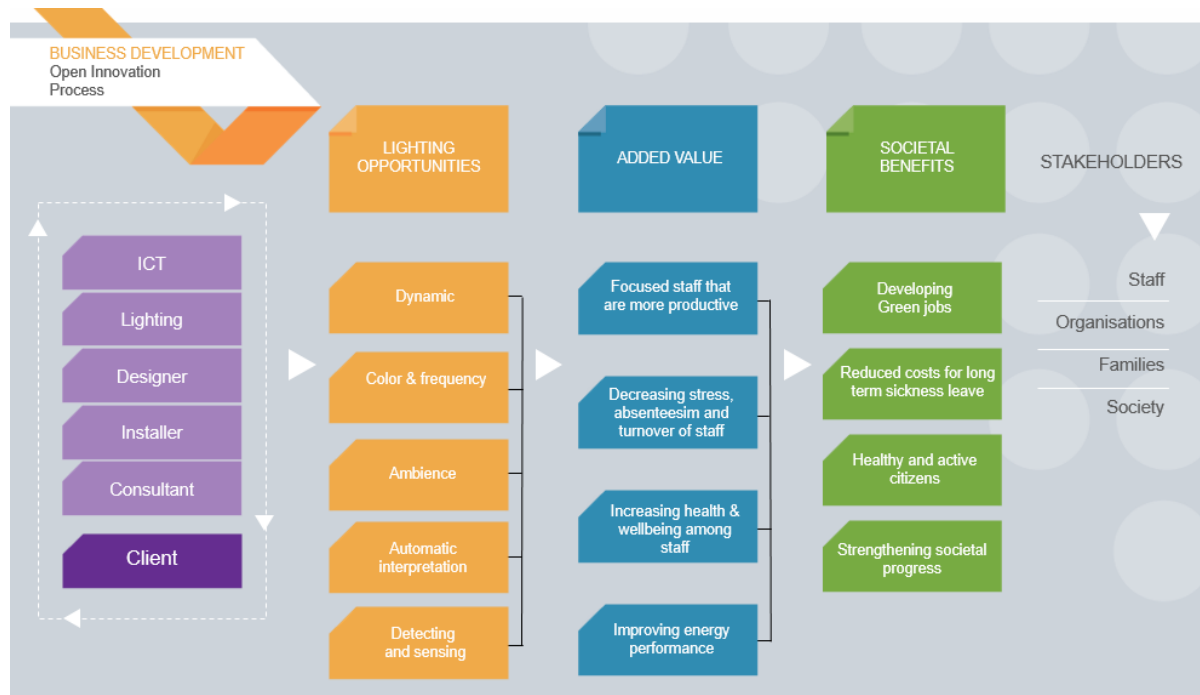 BUSINESS DEVELOPMENT
Open Innovation
Process
LIGHTING
OPPORTUNITIES
ADDED VALUE
SOCIETAL
BENEFITS
STAKEHOLDERS
ICT
Lighting
Designer
Installer
Consultant
Client
Dynamic
Color & frequency
Ambience
Automatic
interpretation
Detecting
and sensing
Focused staff that
are more productive
Decreasing stress,
absenteesim and
turnover of staff
Increasing health &
wellbeing among
staff
Improving energy
performance
Developing
Green jobs
Reduced costs for long
term sickness leave
Healthy and active
citizens
Strengthening societal
progress
Staff
Organisations
Families
Society